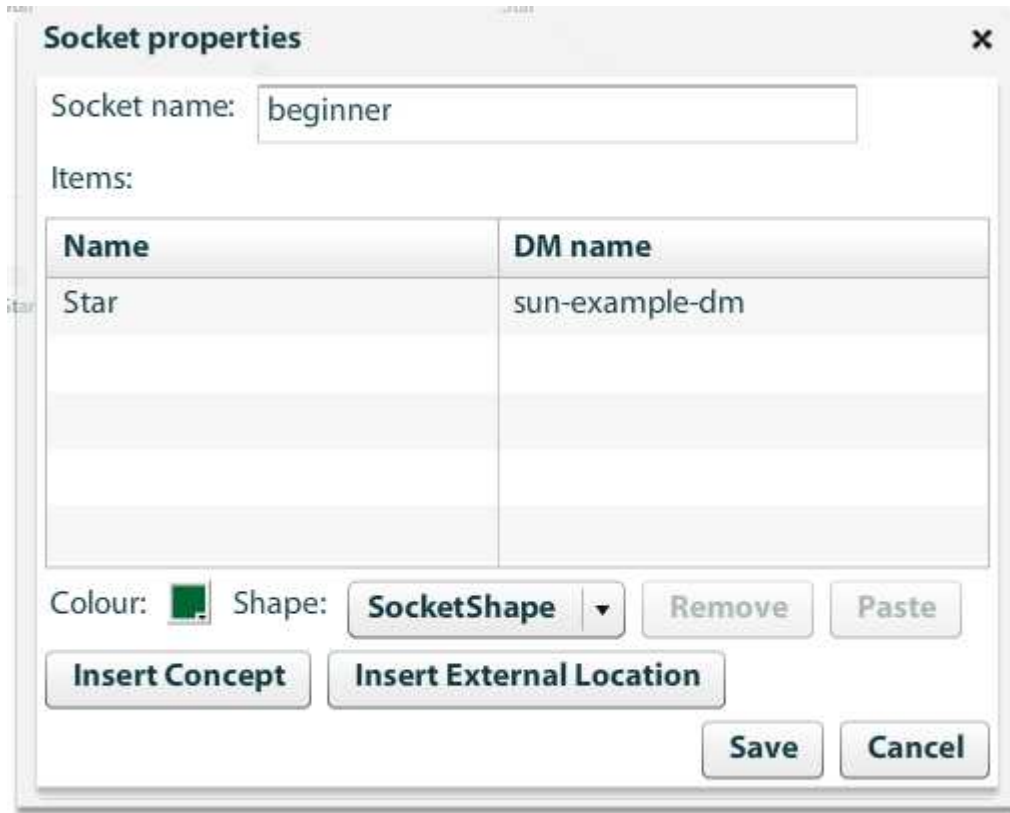 Socket properties
Socket name: beginner
Items:
Name DM name
Star sun-example-dm
Colour: Shape: SocketShape Remove Paste
Insert Concept Insert External Location
Save Cancel